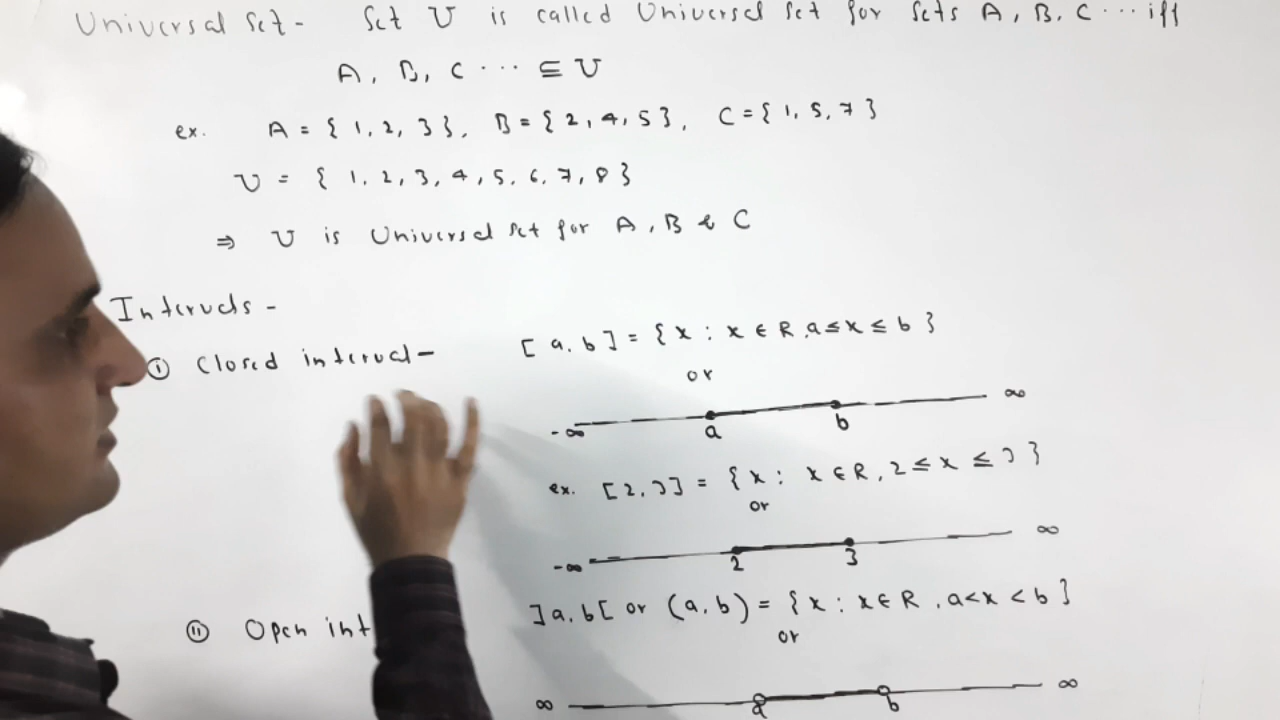 Universal Set - Set U is called Universal Set for Sets A, B, C ... iff
A, B, C ... ⊆ U
ex. A = { 1, 2, 3 }, B = { 2, 4, 5 }, C = { 1, 5, 7 }
U = { 1, 2, 3, 4, 5, 6, 7, 8 }
⇒ U is Universal Set for A, B & C
Intervals -
① Closed interval - [ a, b ] = { x : x ∈ R, a ≤ x ≤ b }
or
-∞ a b ∞
ex. [ 2, 3 ] = { x : x ∈ R, 2 ≤ x ≤ 3 }
or
-∞ 2 3 ∞
② Open int ] a, b [ or (a, b) = { x : x ∈ R, a < x < b }
or
∞ a b ∞